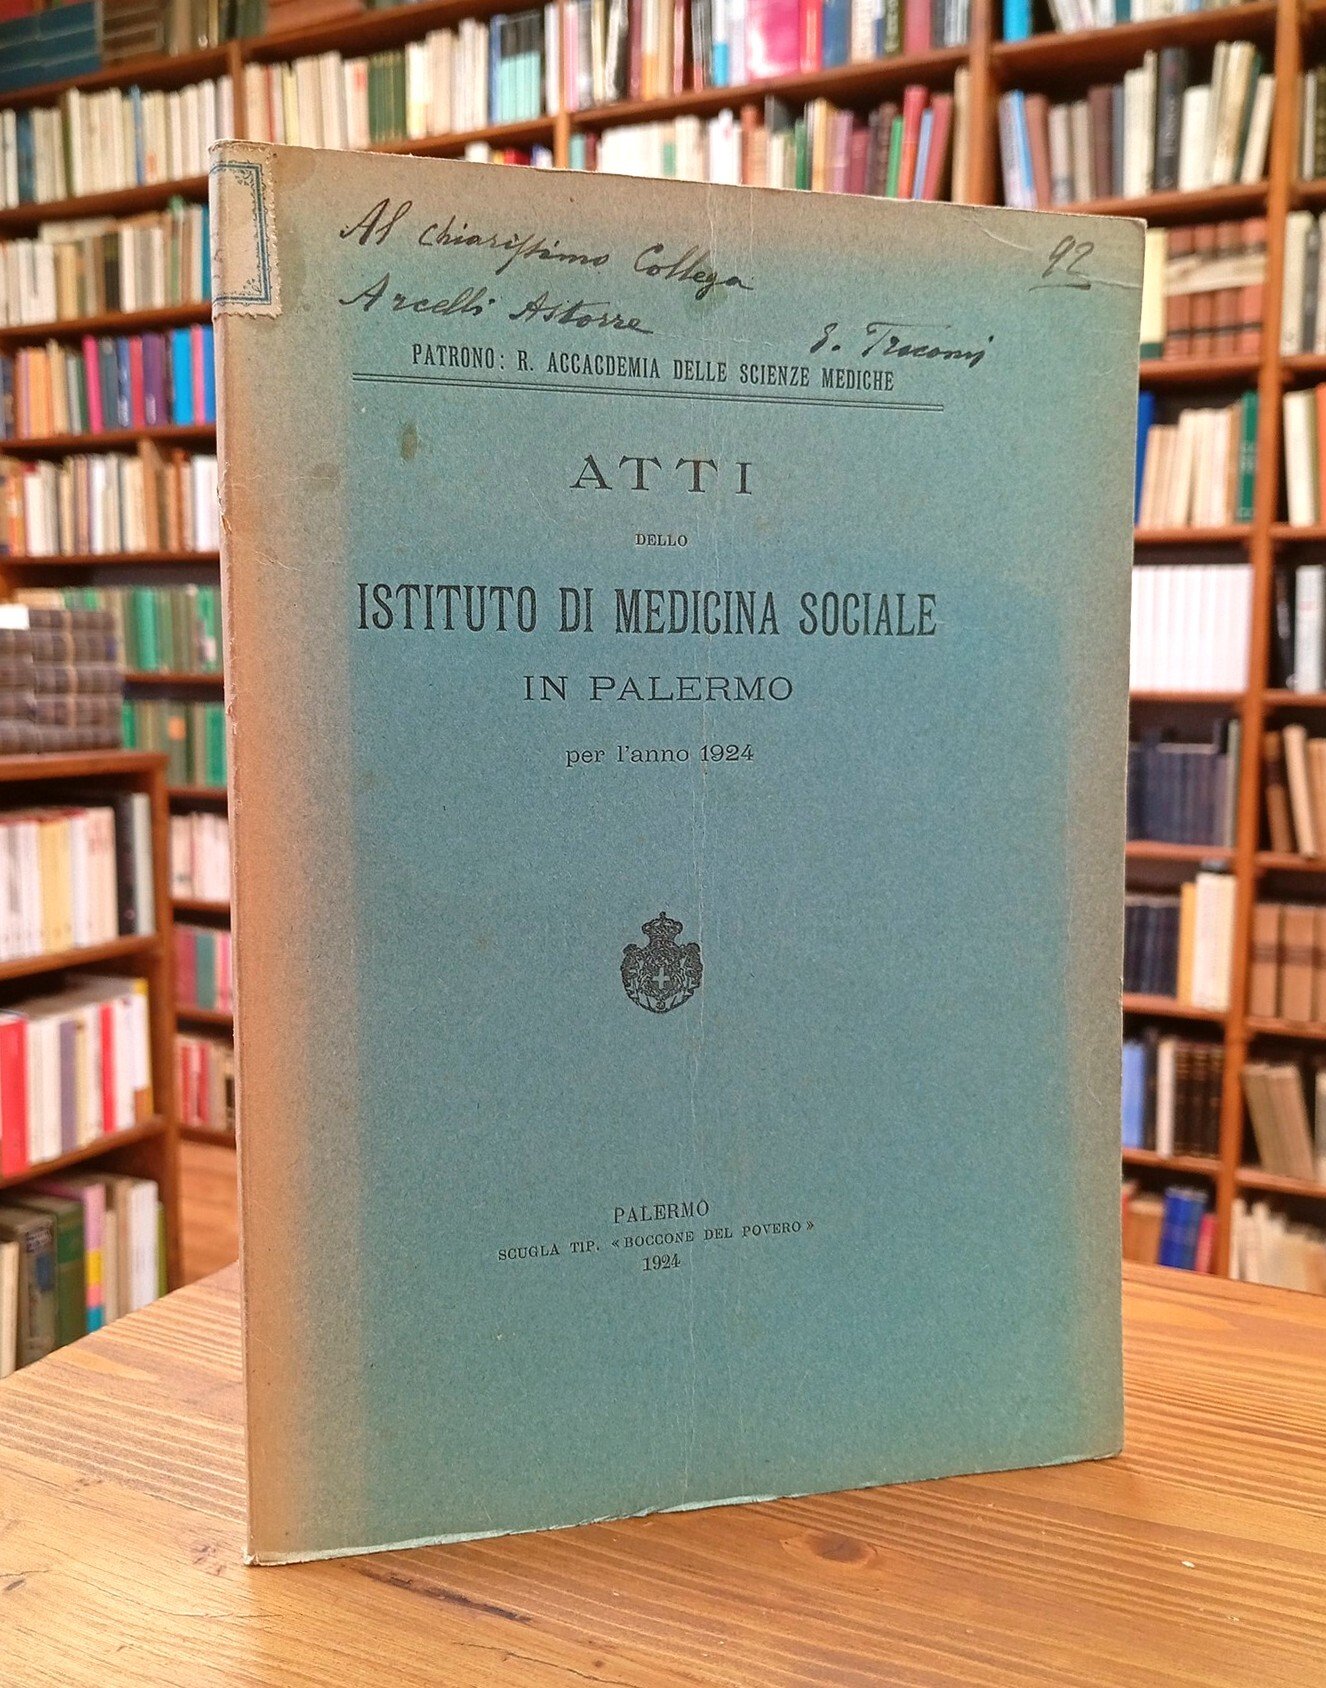 Al chiarissimo Collega
92
Arcelli Astorre
PATRONO: R. ACCACDEMIA DELLE SCIENZE MEDICHE
ATTI
DELLO
ISTITUTO DI MEDICINA SOCIALE
IN PALERMO
per l'anno 1924
PALERMO
SCUGLA TIP. «BOCCONE DEL POVERO»
1924